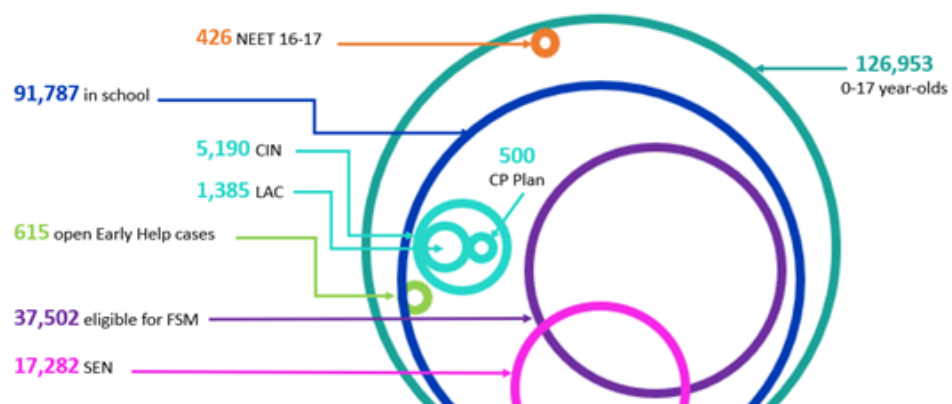 426 NEET 16-17
126,953
0-17 year-olds
91,787 in school
5,190 CIN
500
CP Plan
1,385 LAC
615 open Early Help cases
37,502 eligible for FSM
17,282 SEN